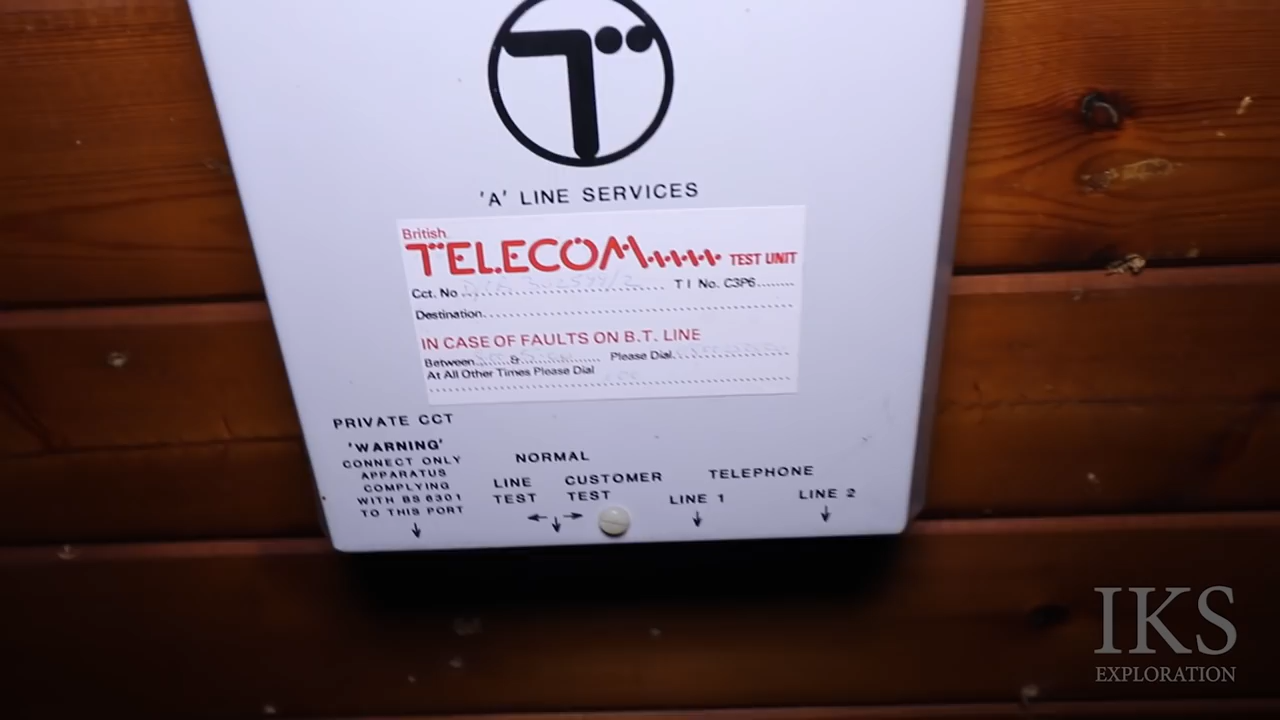 'A' LINE SERVICES
British
TELECOM TEST UNIT
Cct. No T I No. C3P6
Destination
IN CASE OF FAULTS ON B.T. LINE
Between & Please Dial
At All Other Times Please Dial
PRIVATE CCT
'WARNING'
CONNECT ONLY
APPARATUS
COMPLYING
WITH BS 6301
TO THIS PORT
NORMAL
LINE TEST
CUSTOMER TEST
TELEPHONE
LINE 1
LINE 2
IKS
EXPLORATION